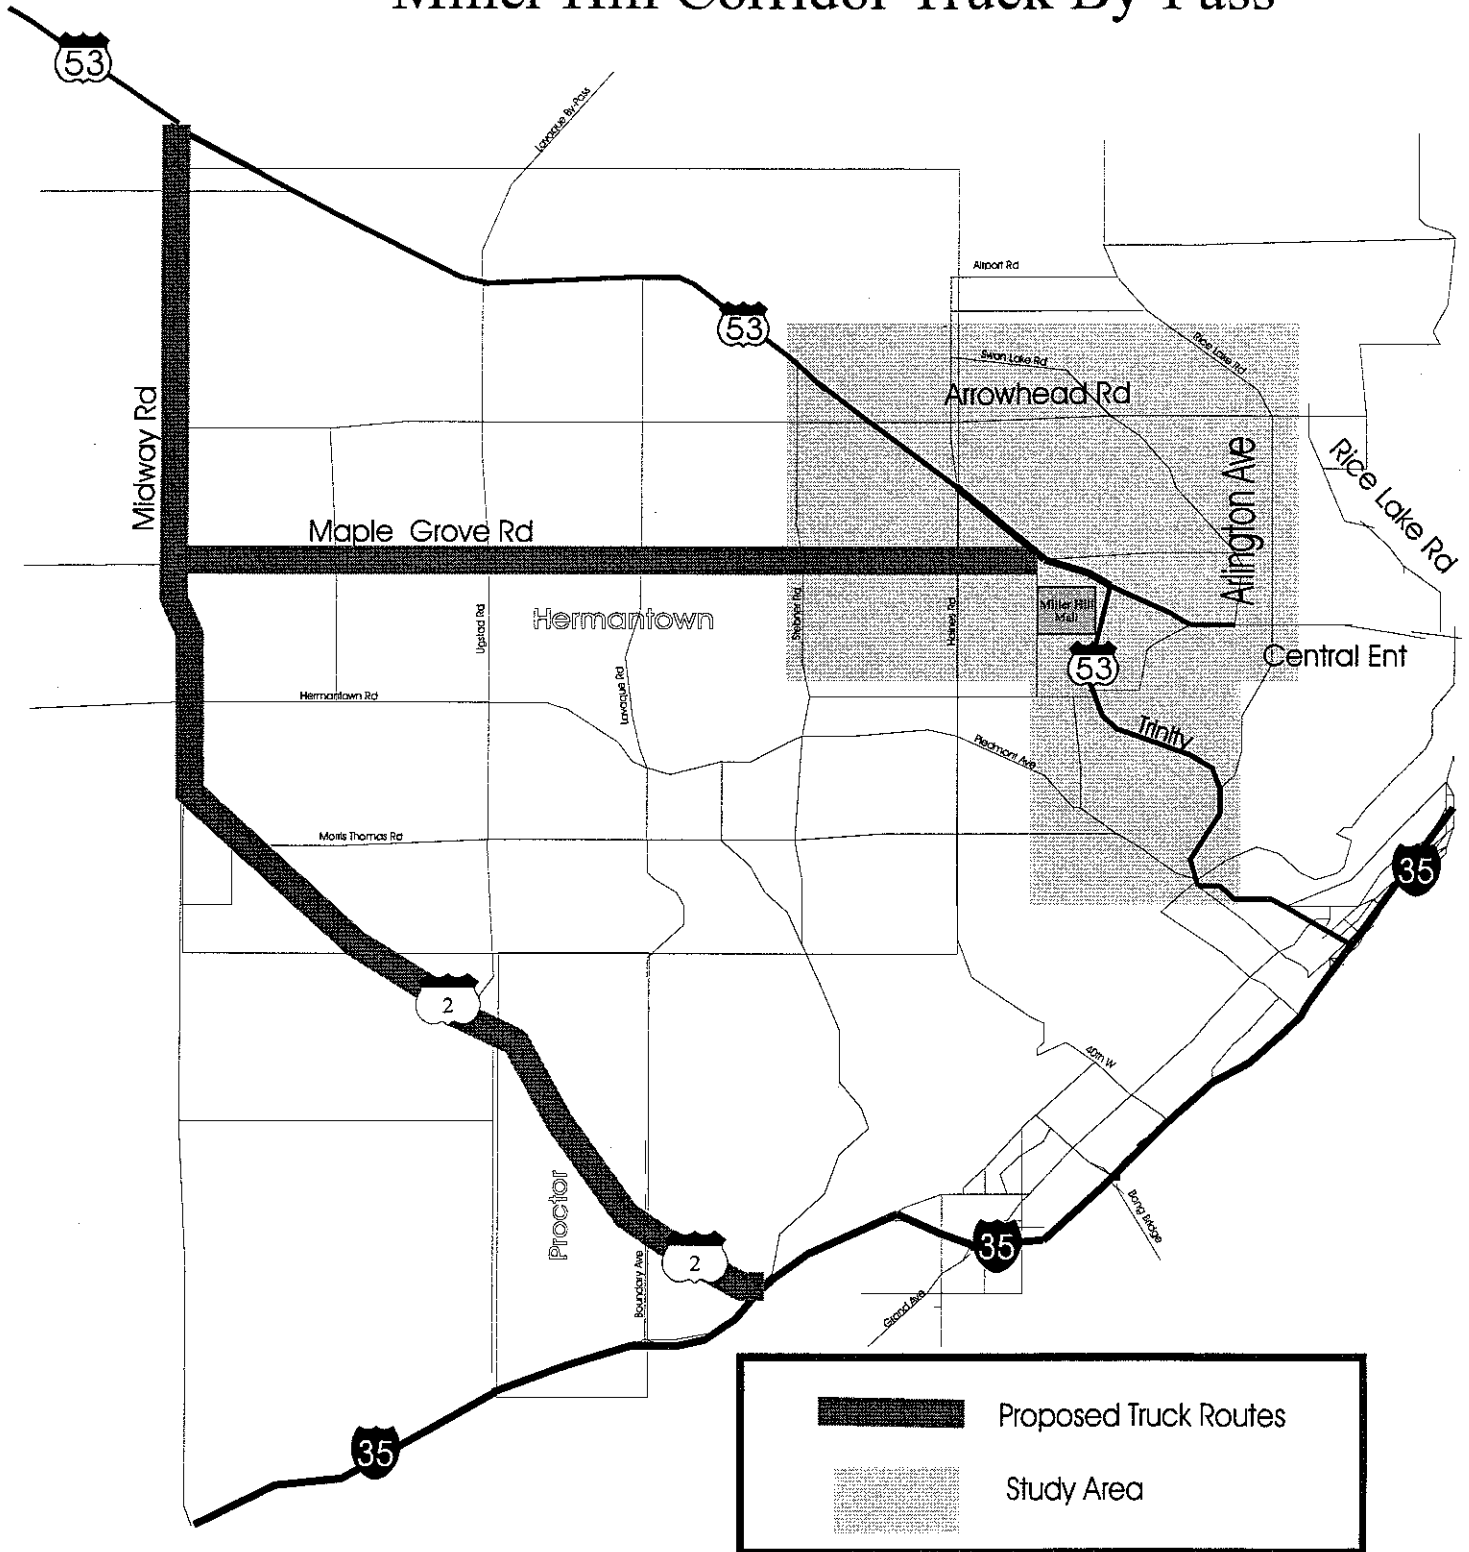 Miller Hill Corridor Truck By-Pass
53
Lavaque By-Pass
Airport Rd
53
Rice Lake Rd
Swan Lake Rd
Arrowhead Rd
Midway Rd
Arlington Ave
Rice Lake Rd
Maple Grove Rd
Hermantown
Ugstad Rd
Stebner Rd
Haines Rd
Miller Hill
Mall
53
Central Ent
Lavaque Rd
Hermantown Rd
Trinity
Piedmont Ave
Morris Thomas Rd
35
2
40th W
Proctor
Bong Bridge
35
2
Boundary Ave
Grand Ave
Proposed Truck Routes
35
Study Area